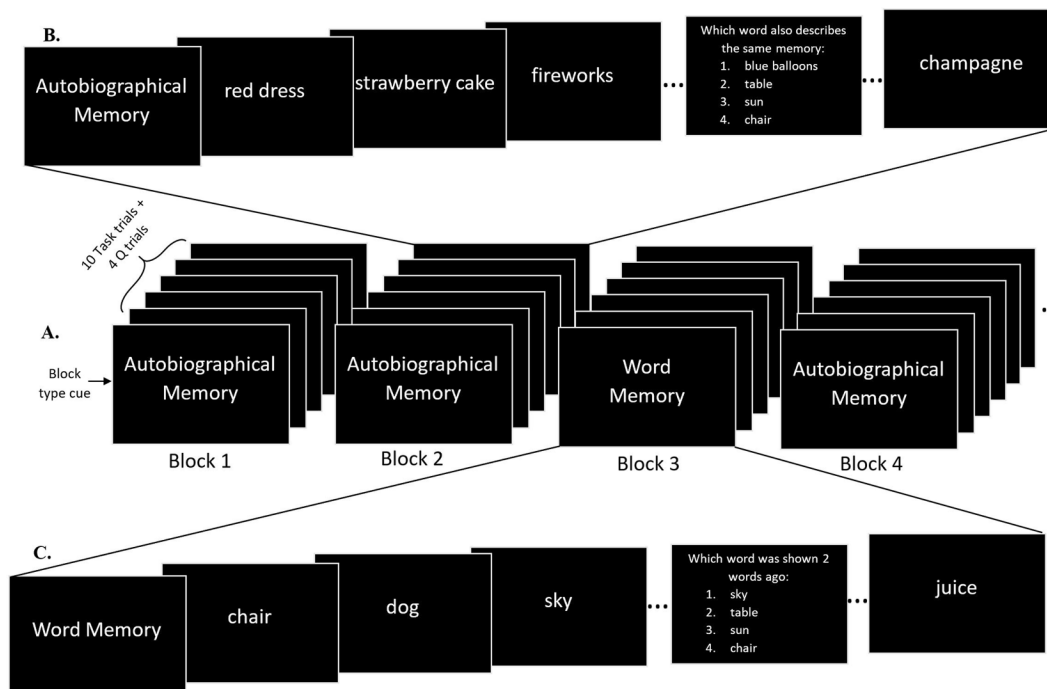 B.
Autobiographical
Memory
red dress
strawberry cake
fireworks
Which word also describes
the same memory:
1. blue balloons
2. table
3. sun
4. chair
champagne
10 Task trials +
4 Q trials
A.
Block
type cue
Autobiographical
Memory
Autobiographical
Memory
Word
Memory
Autobiographical
Memory
Block 1
Block 2
Block 3
Block 4
C.
Word Memory
chair
dog
sky
Which word was shown 2
words ago:
1. sky
2. table
3. sun
4. chair
juice